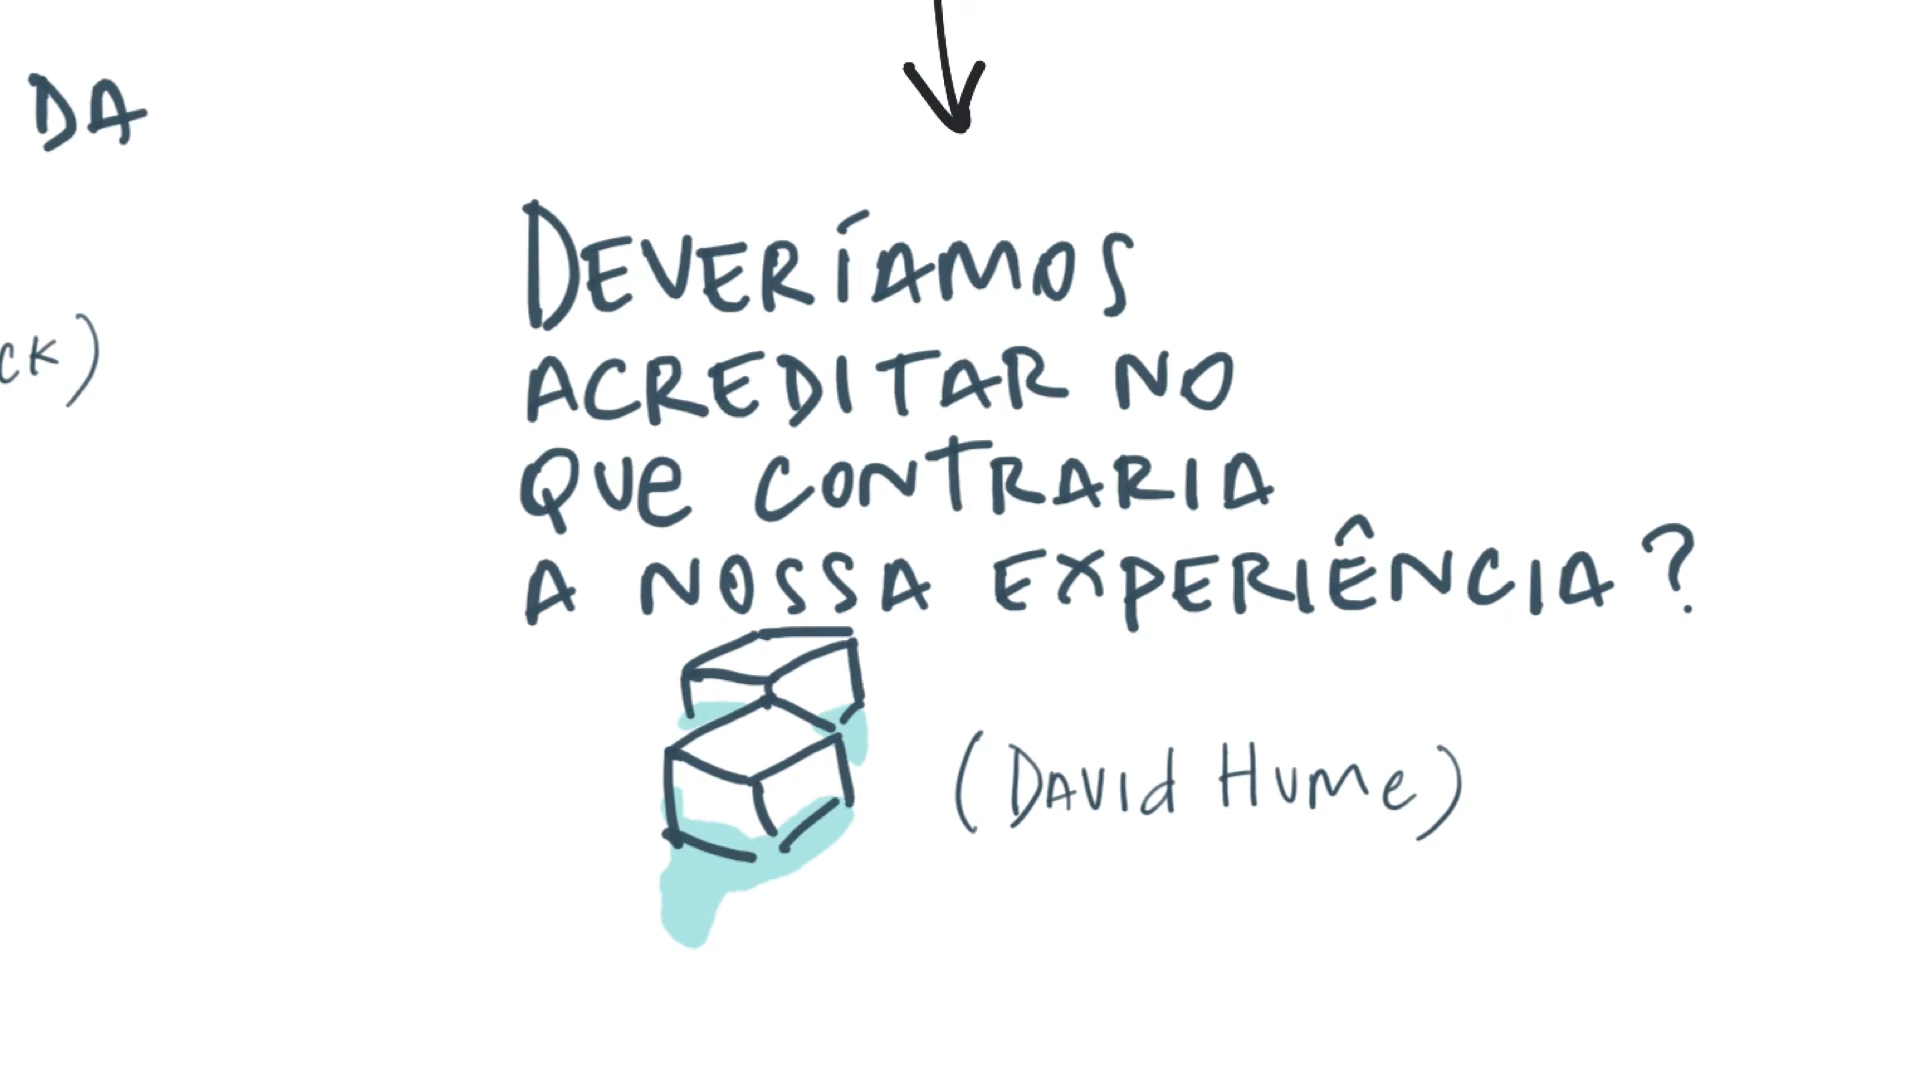 DA
CK)
DEVERÍAMOS
ACREDITAR NO
QUE CONTRARIA
A NOSSA EXPERIÊNCIA?
(DAVID HUME)